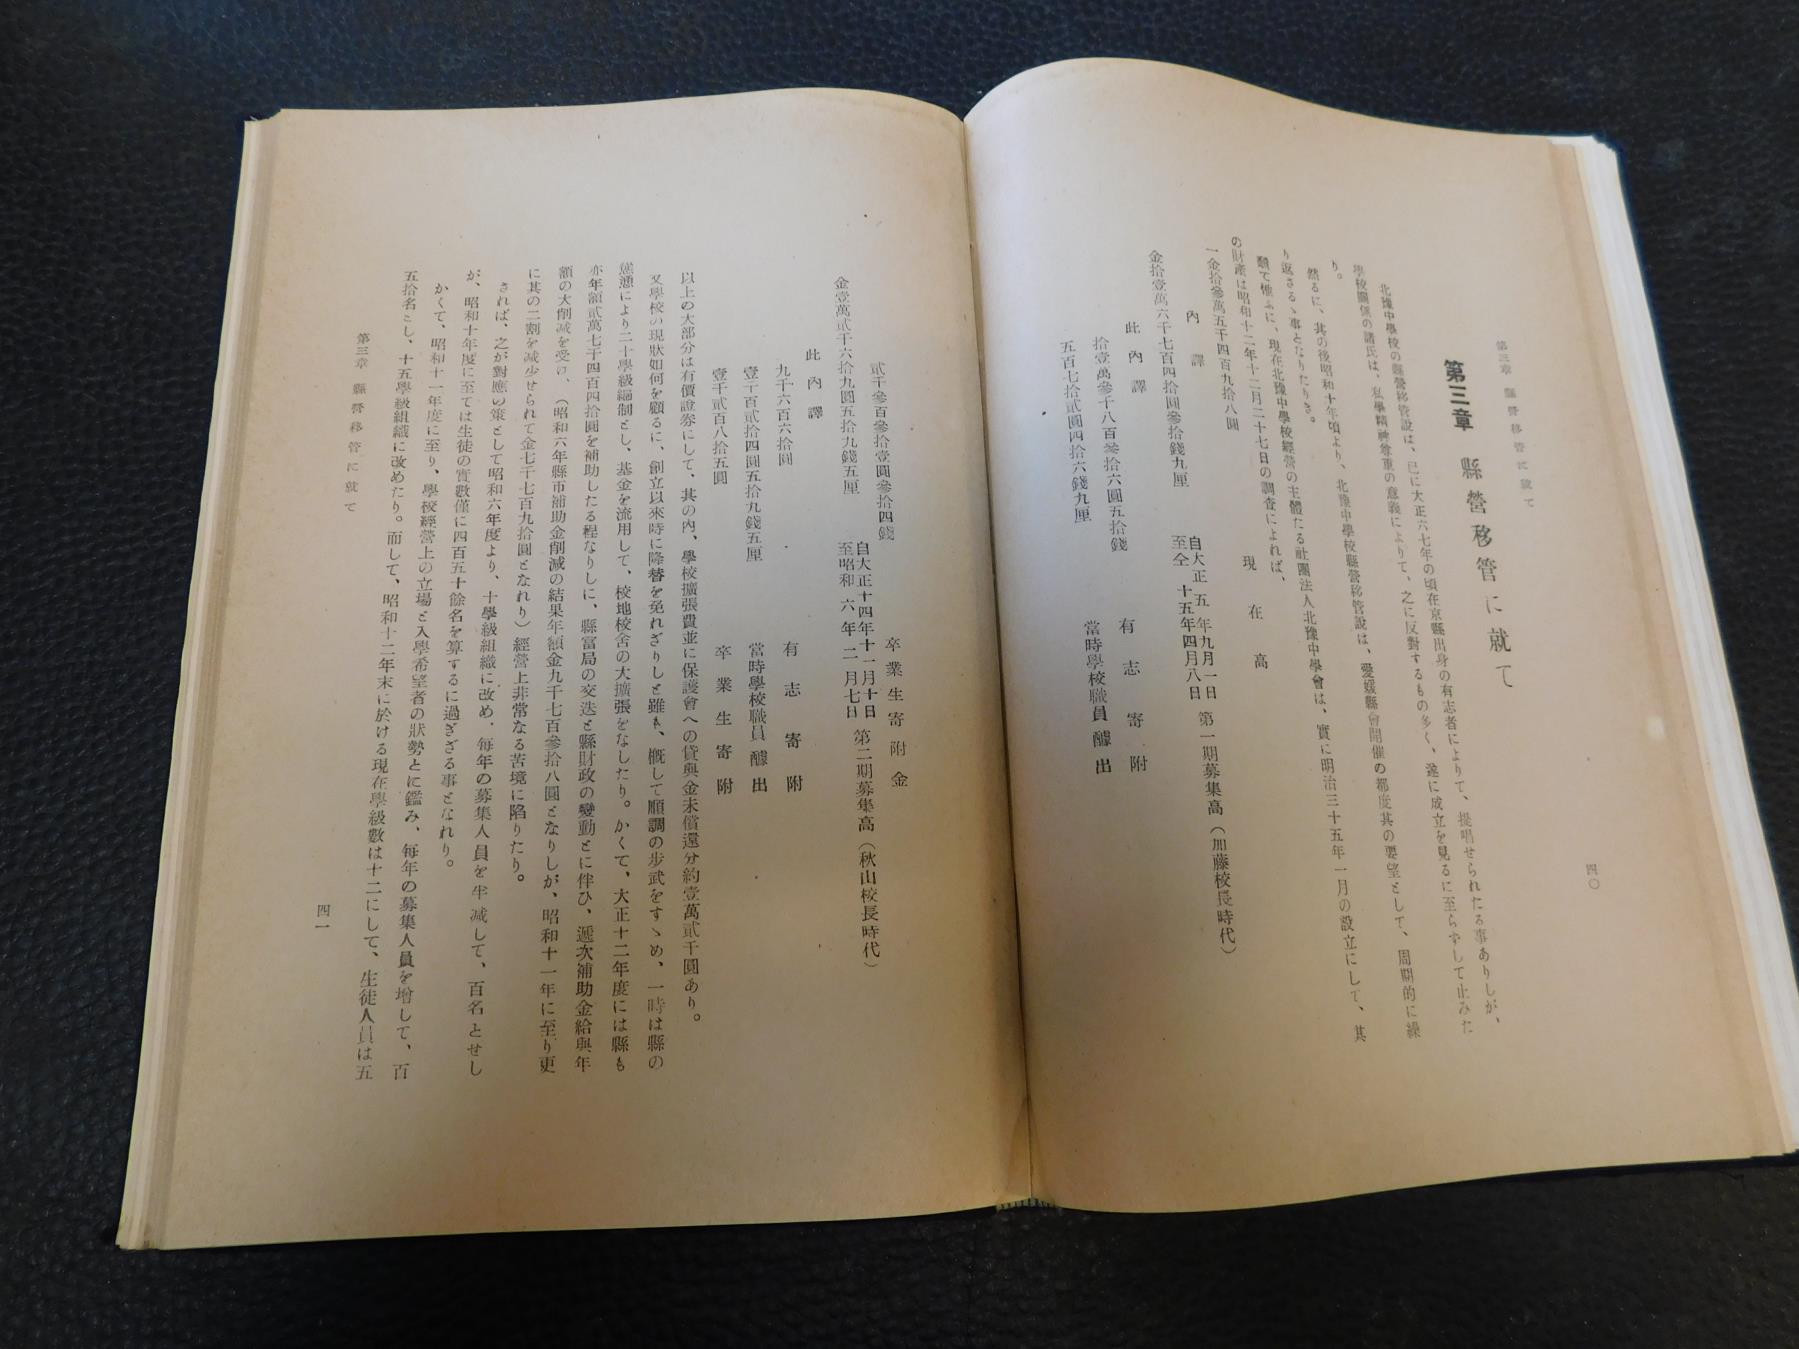 第三章　縣營移管に就て
四〇
第三章　縣營移管に就て
北豫中學校の縣營移管說は、已に大正六七年の頃在京縣出身の有志者によりて、提唱せられたる事ありしが、
學校關係の諸氏は、私學精神尊重の意義によりて、之に反對するもの多く、遂に成立を見るに至らずして止みた
り。
然るに、其の後昭和十年頃より、北豫中學校縣營移管說は、愛媛縣會開催の都度其の要望として、周期的に繰
り返さるゝ事となりたりき。
飜て惟ふに、現在北豫中學校經營の主體たる社團法人北豫中學會は、實に明治三十五年一月の設立にして、其
の財產は昭和十二年十二月二十七日の調査によれば、
一金拾參萬五千四百九拾八圓　現在高
內譯
金拾壹萬六千七百四拾圓參拾錢九厘　自大正五年九月一日　至仝十五年四月八日　第一期募集高（加藤校長時代）
此內譯
拾壹萬參千八百參拾六圓五拾錢　有志寄附
五百七拾貳圓四拾六錢九厘　當時學校職員醵出
貳千參百參拾壹圓參拾四錢　卒業生寄附金
金壹萬貳千六拾九圓五拾九錢五厘　自大正十四年十一月十日　至昭和六年二月七日　第二期募集高（秋山校長時代）
此內譯
九千六百六拾圓　有志寄附
壹千百貳拾四圓五拾九錢五厘　當時學校職員醵出
壹千貳百八拾五圓　卒業生寄附
以上の大部分は有價證券にして、其の內、學校擴張費並に保護會への貸與金未償還分約壹萬貳千圓あり。
又學校の現狀如何を顧るに、創立以來時に隆替を免れざりしと雖も、槪して順調の步武をすゝめ、一時は縣の
慫慂により二十學級編制とし、基金を流用して、校地校舍の大擴張をなしたり。かくて、大正十二年度には縣も
亦年額貳萬七千四百四拾圓を補助したる程なりしに、縣當局の交迭と縣財政の變動とに伴ひ、遞次補助金給與年
額の大削減を受け、（昭和六年縣市補助金削減の結果年額金九千七百參拾八圓となりしが、昭和十一年に至り更
に其の二割を減少せられて金七千七百九拾圓となれり）經營上非常なる苦境に陷りたり。
されば、之が對應の策として昭和六年度より、十學級組織に改め、每年の募集人員を半減して、百名とせし
が、昭和十年度に至ては生徒の實數僅に四百五十餘名を算するに過ぎざる事となれり。
かくて、昭和十一年度に至り、學校經營上の立場と入學希望者の狀勢とに鑑み、每年の募集人員を增して、百
五拾名とし、十五學級組織に改めたり。而して、昭和十二年末に於ける現在學級數は十二にして、生徒人員は五
第三章　縣營移管に就て
四一